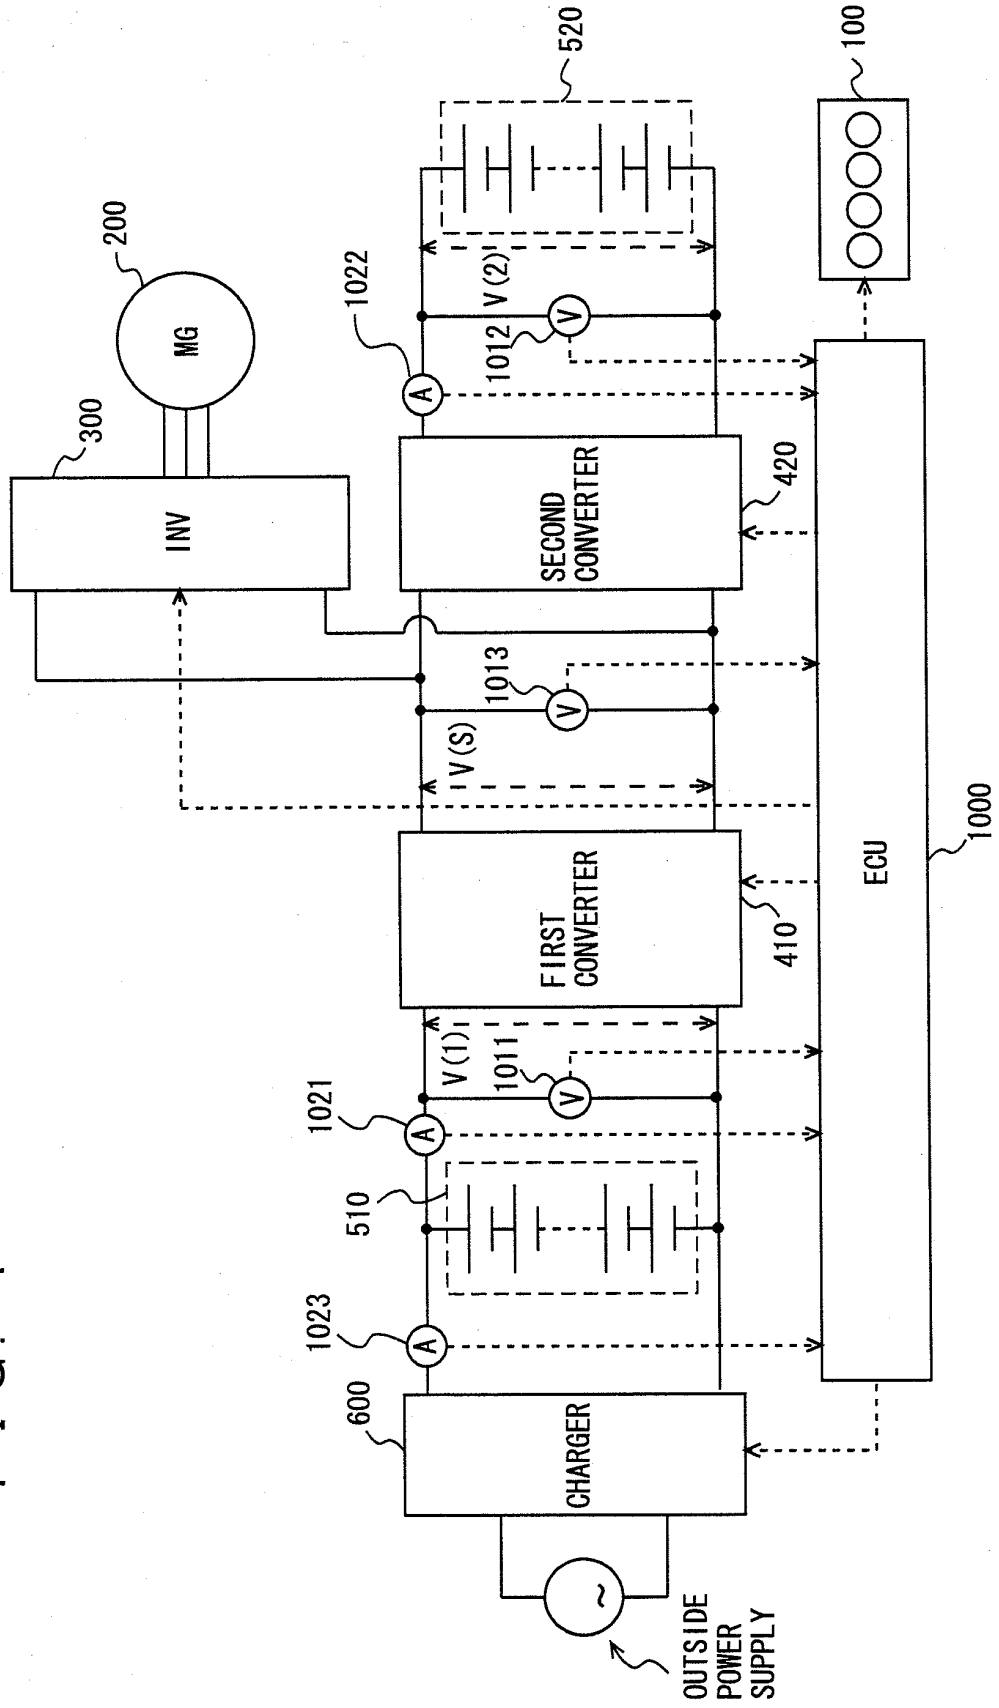 200
MG
300
INV
1022
A
1012
V
V(2)
520
100
SECOND
CONVERTER
420
1013
V
V(S)
FIRST
CONVERTER
410
V(1)
1011
V
1021
A
510
1023
A
600
CHARGER
ECU
1000
~
OUTSIDE
POWER
SUPPLY